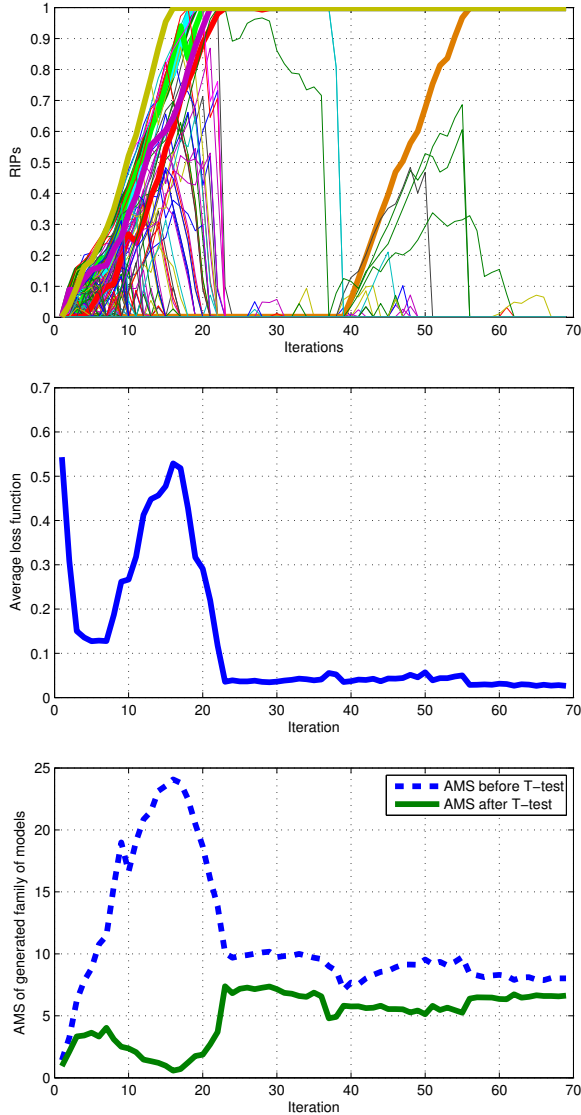 1
0.9
0.8
0.7
0.6
0.5
0.4
0.3
0.2
0.1
0
RIPs
0 10 20 30 40 50 60 70
Iterations
0.7
0.6
0.5
0.4
0.3
0.2
0.1
0
Average loss function
0 10 20 30 40 50 60 70
Iteration
25
20
15
10
5
0
AMS of generated family of models
AMS before T-test
AMS after T-test
0 10 20 30 40 50 60 70
Iteration